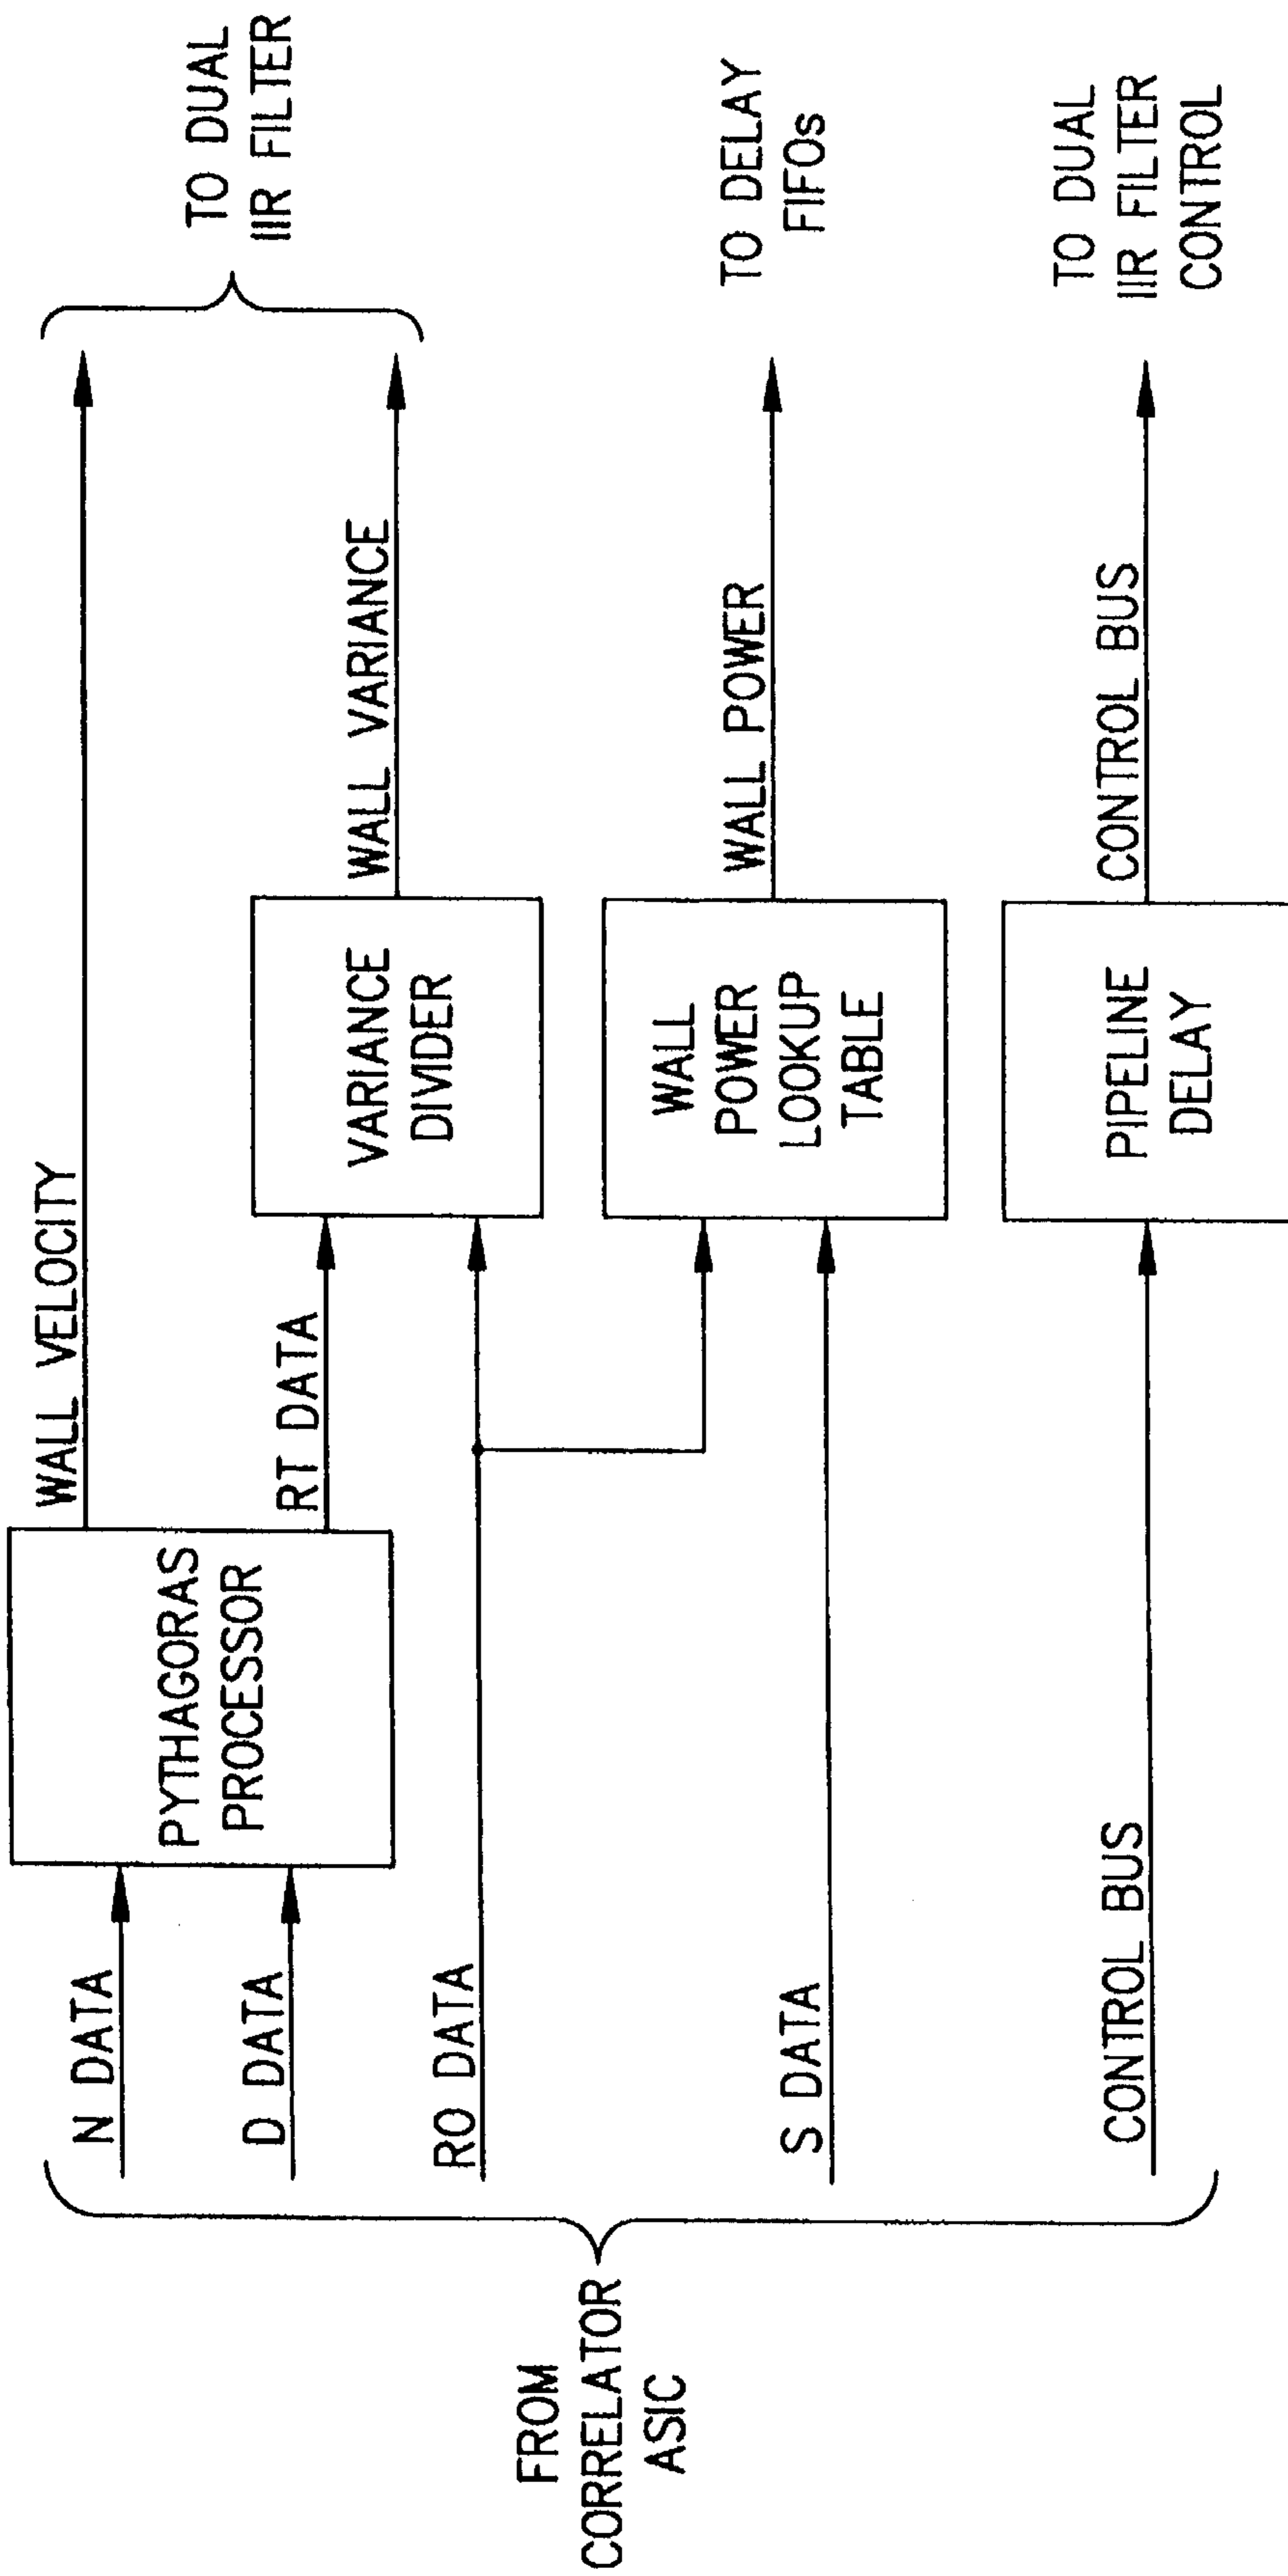 FROM
CORRELATOR
ASIC
N DATA
D DATA
RO DATA
S DATA
CONTROL BUS
PYTHAGORAS
PROCESSOR
WALL VELOCITY
RT DATA
VARIANCE
DIVIDER
WALL
POWER
LOOKUP
TABLE
PIPELINE
DELAY
WALL VARIANCE
WALL POWER
CONTROL BUS
TO DUAL
IIR FILTER
TO DELAY
FIFOs
TO DUAL
IIR FILTER
CONTROL